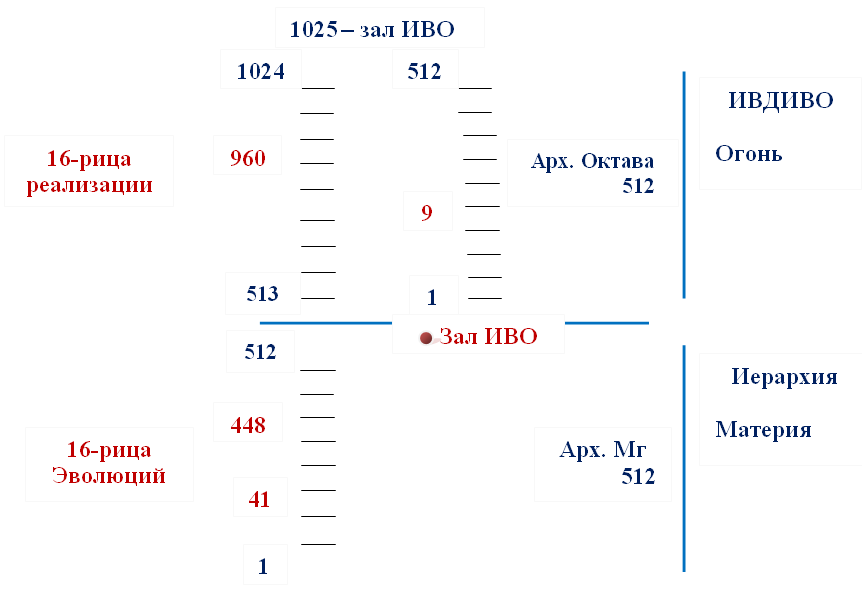 1025 – зал ИВО
1024
512
ИВДИВО
Огонь
16-рица
реализации
960
Арх. Октава
512
9
513
1
Зал ИВО
512
Иерархия
Материя
448
16-рица
Эволюций
Арх. Мг
512
41
1